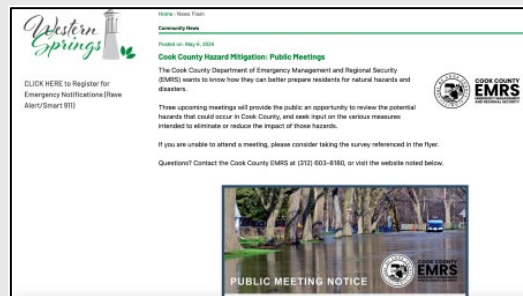 Western
Springs
CLICK HERE to Register for
Emergency Notifications (Rave
Alert/Smart 911)
Home › News Flash
Community News
Posted on: May 6, 2024
Cook County Hazard Mitigation: Public Meetings
The Cook County Department of Emergency Management and Regional Security
(EMRS) wants to know how they can better prepare residents for natural hazards and
disasters.
Three upcoming meetings will provide the public an opportunity to review the potential
hazards that could occur in Cook County, and seek input on the various measures
intended to eliminate or reduce the impact of those hazards.
If you are unable to attend a meeting, please consider taking the survey referenced in the flyer.
Questions? Contact the Cook County EMRS at (312) 603-8180, or visit the website noted below.
COOK COUNTY
EMRS
EMERGENCY MANAGEMENT
AND REGIONAL SECURITY
PUBLIC MEETING NOTICE
COOK COUNTY
EMRS